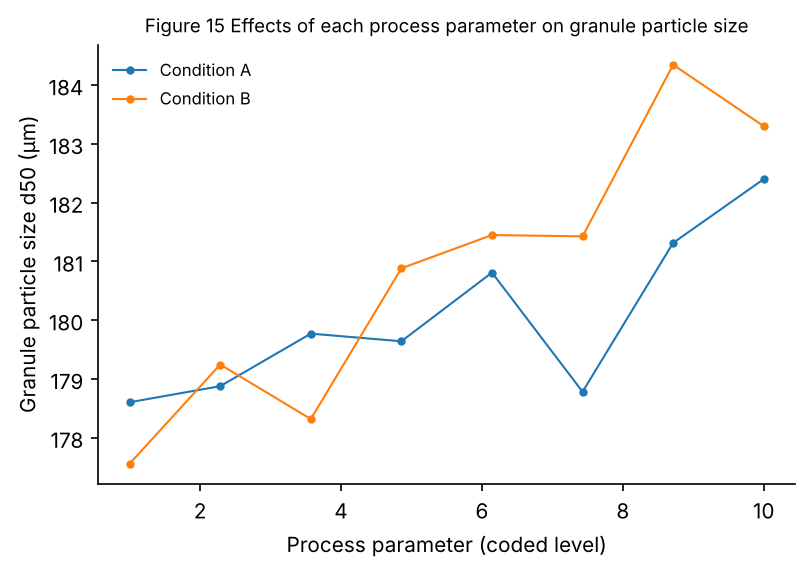 Figure 15 Effects of each process parameter on granule particle size
Condition A
Condition B
Granule particle size d50 (µm)
184
183
182
181
180
179
178
2 4 6 8 10
Process parameter (coded level)